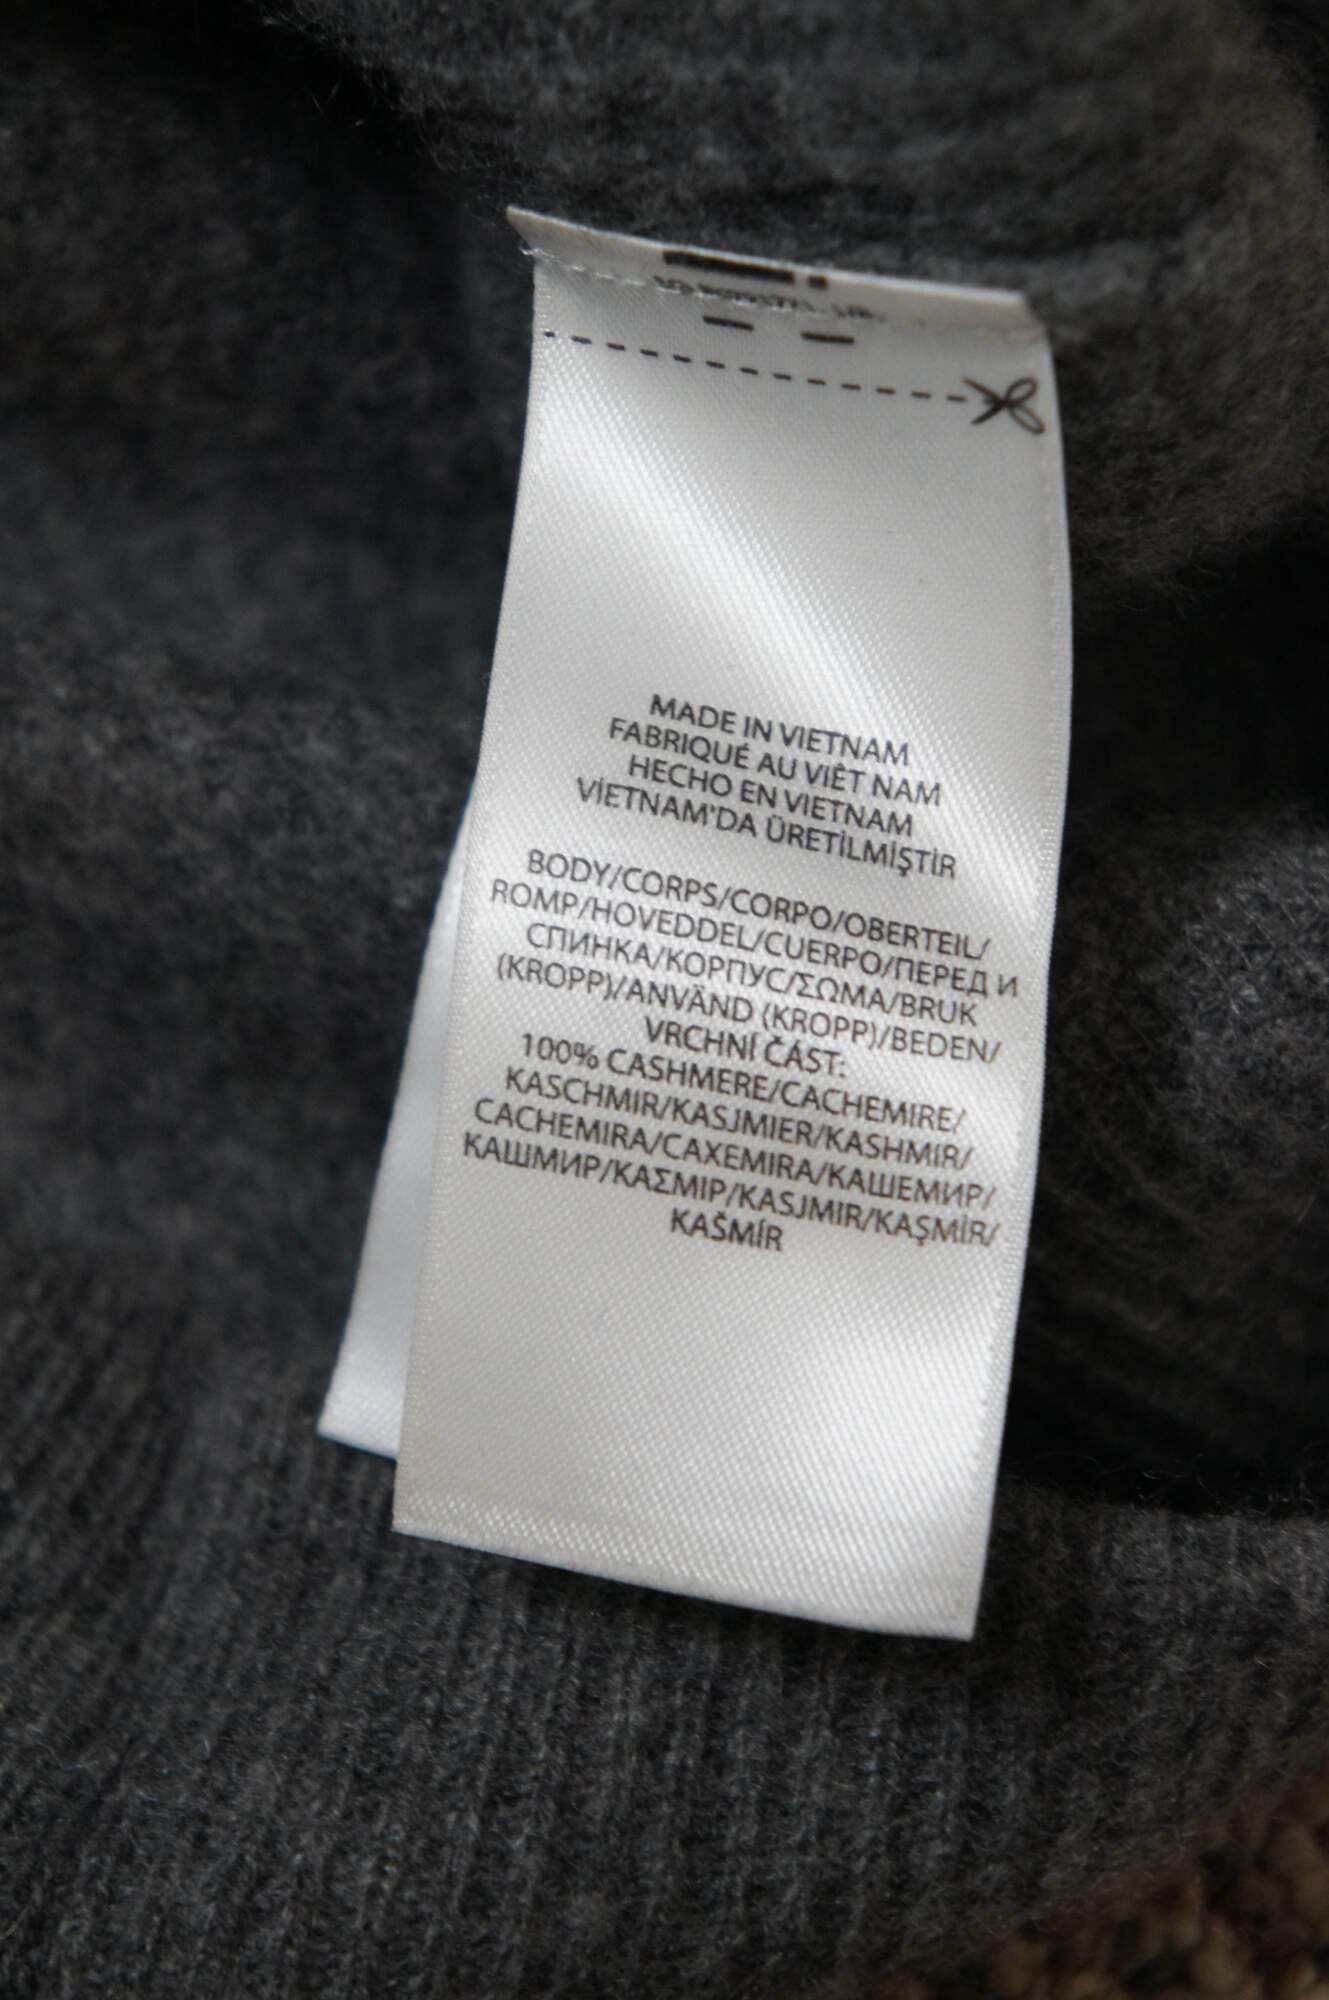 MADE IN VIETNAM
FABRIQUÉ AU VIÊT NAM
HECHO EN VIETNAM
VİETNAM'DA ÜRETİLMİŞTİR
BODY/CORPS/CORPO/OBERTEIL/
ROMP/HOVEDDEL/CUERPO/ПЕРЕД И
СПИНКА/КОРПУС/ΣΩΜΑ/BRUK
(KROPP)/ANVÄND (KROPP)/BEDEN/
VRCHNÍ ČÁST:
100% CASHMERE/CACHEMIRE/
KASCHMIR/KASJMIER/KASHMIR/
CACHEMIRA/CAXEMIRA/КАШЕМИР/
КАШМИР/ΚΑΣΜΙΡ/KASJMIR/KAŞMİR/
KAŠMÍR